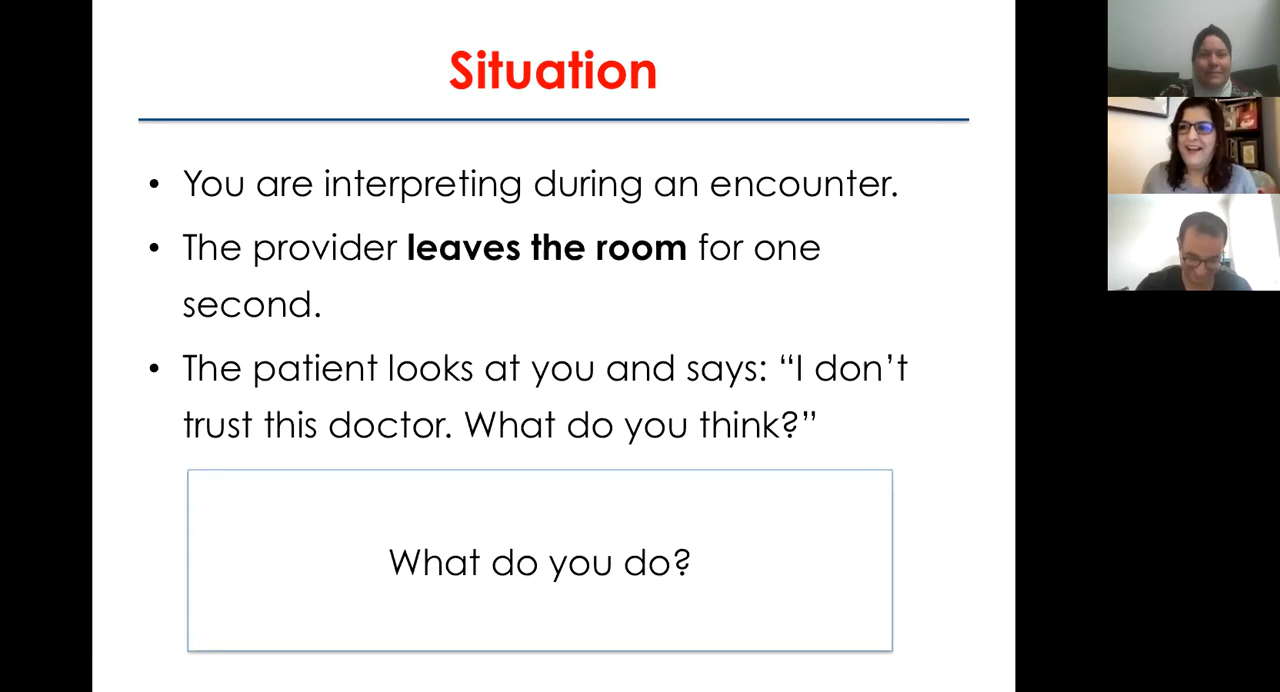 Situation
• You are interpreting during an encounter.
• The provider leaves the room for one
second.
• The patient looks at you and says: “I don’t
trust this doctor. What do you think?”
What do you do?